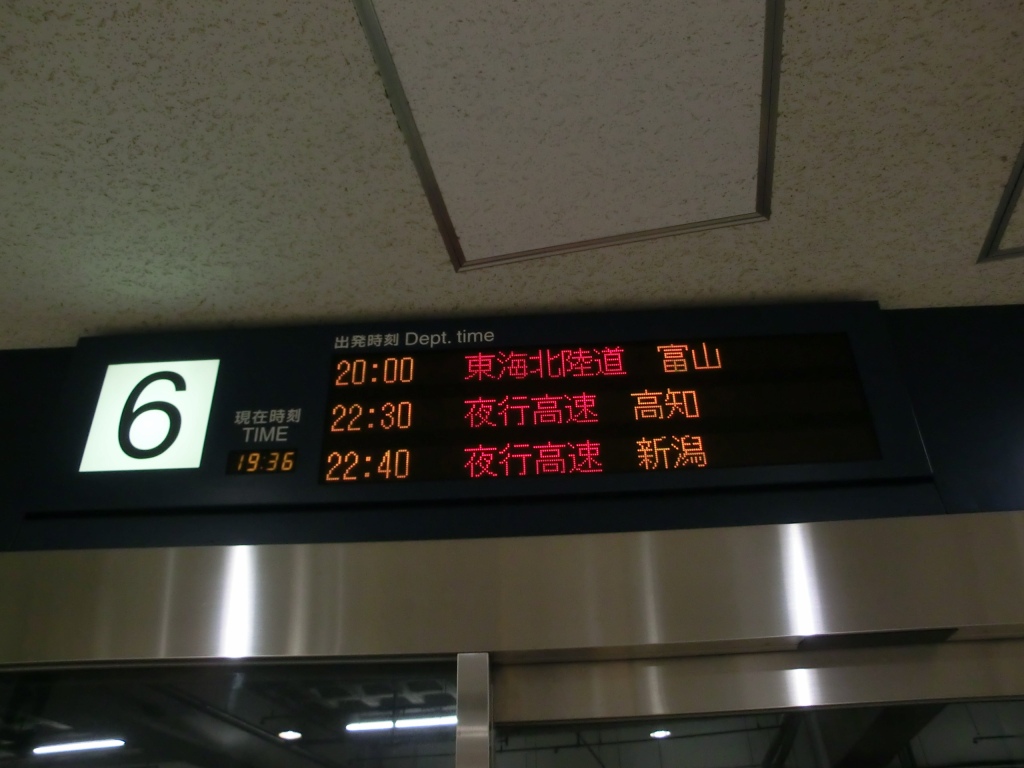 6
現在時刻
TIME
19:36
出発時刻 Dept. time
20:00 東海北陸道 富山
22:30 夜行高速 高知
22:40 夜行高速 新潟